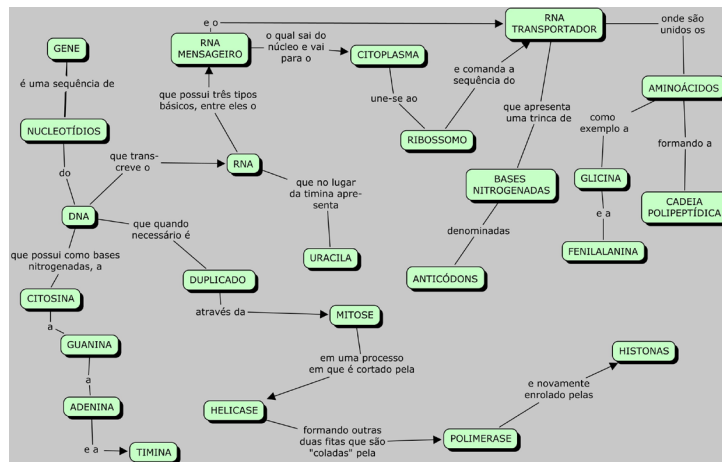 GENE
é uma sequência de
NUCLEOTÍDIOS
do
DNA
que trans-
creve o
RNA
que possui três tipos
básicos, entre eles o
RNA
MENSAGEIRO
e o
RNA
TRANSPORTADOR
o qual sai do
núcleo e vai
para o
CITOPLASMA
une-se ao
RIBOSSOMO
e comanda a
sequência do
onde são
unidos os
AMINOÁCIDOS
como
exemplo a
GLICINA
e a
FENILALANINA
formando a
CADEIA
POLIPEPTÍDICA
que apresenta
uma trinca de
BASES
NITROGENADAS
denominadas
ANTICÓDONS
que no lugar
da timina apre-
senta
URACILA
que possui como bases
nitrogenadas, a
CITOSINA
a
GUANINA
a
ADENINA
e a
TIMINA
que quando
necessário é
DUPLICADO
através da
MITOSE
em uma processo
em que é cortado pela
HELICASE
formando outras
duas fitas que são
"coladas" pela
POLIMERASE
e novamente
enrolado pelas
HISTONAS